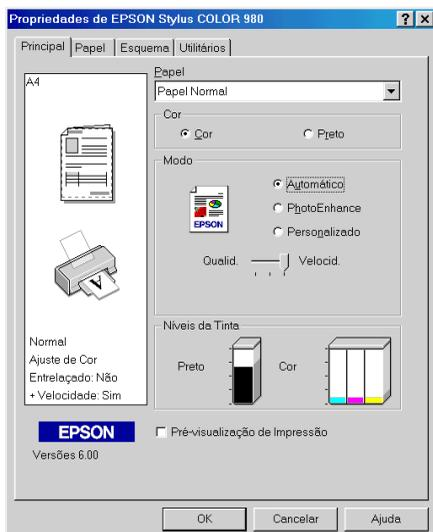 Propriedades de EPSON Stylus COLOR 980
Principal
Papel
Esquema
Utilitários
A4
Normal
Ajuste de Cor
Entrelaçado: Não
+ Velocidade: Sim
EPSON
Versões 6.00
Papel
Papel Normal
Cor
Cor
Preto
Modo
EPSON
Automático
PhotoEnhance
Personalizado
Qualid.
Velocid.
Níveis da Tinta
Preto
Cor
Pré-visualização de Impressão
OK
Cancelar
Ajuda